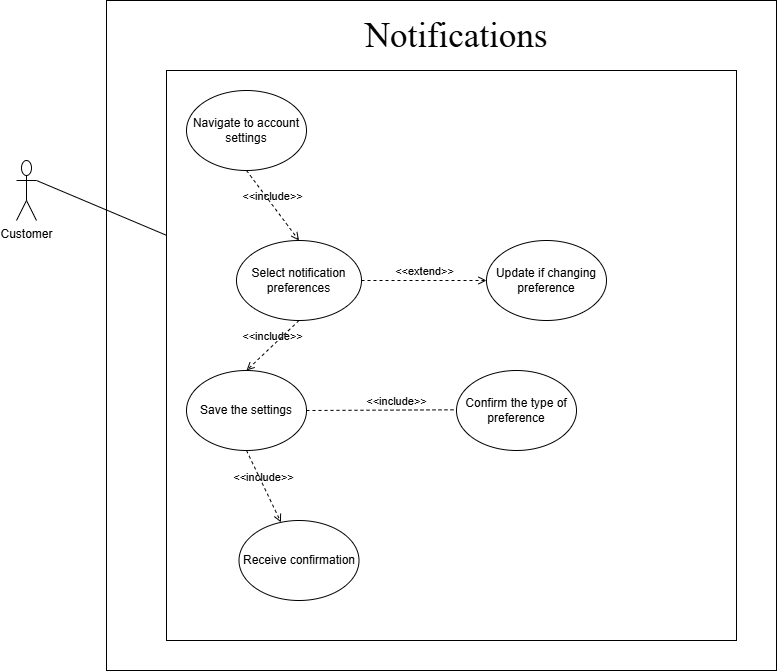 Notifications
Navigate to account
settings
<<include>>
Customer
Select notification
preferences
<<extend>>
Update if changing
preference
<<include>>
Save the settings
<<include>>
Confirm the type of
preference
<<include>>
Receive confirmation